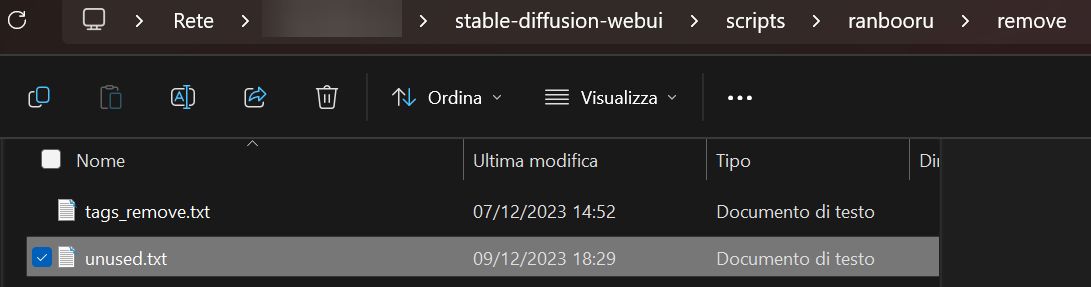 Rete > > stable-diffusion-webui > scripts > ranbooru > remove
Ordina Visualizza
Nome Ultima modifica Tipo
tags_remove.txt 07/12/2023 14:52 Documento di testo
unused.txt 09/12/2023 18:29 Documento di testo